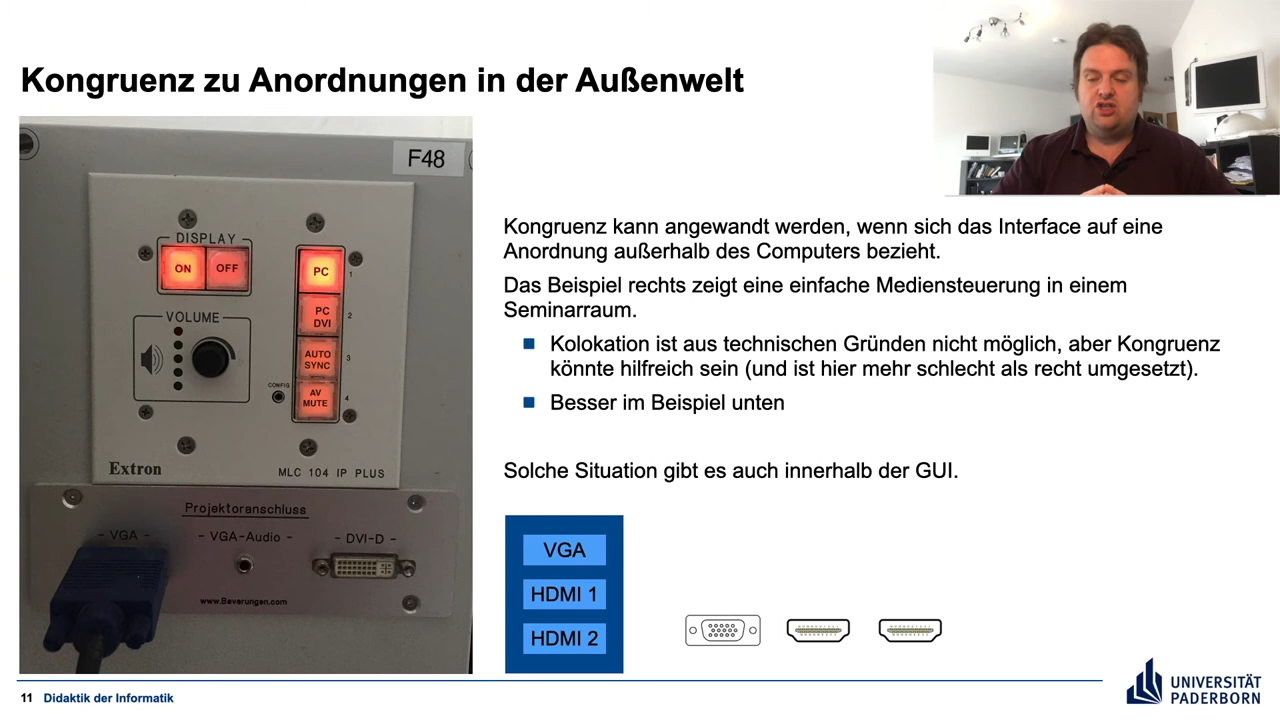 Kongruenz zu Anordnungen in der Außenwelt
F48
DISPLAY
ON
OFF
PC
1
PC
DVI
2
AUTO
SYNC
3
AV
MUTE
4
VOLUME
CONFIG
Extron
MLC 104 IP PLUS
Projektoranschluss
- VGA -
- VGA-Audio -
- DVI-D -
www.Beverungen.com
Kongruenz kann angewandt werden, wenn sich das Interface auf eine
Anordnung außerhalb des Computers bezieht.
Das Beispiel rechts zeigt eine einfache Mediensteuerung in einem
Seminarraum.
Kolokation ist aus technischen Gründen nicht möglich, aber Kongruenz
könnte hilfreich sein (und ist hier mehr schlecht als recht umgesetzt).
Besser im Beispiel unten
Solche Situation gibt es auch innerhalb der GUI.
VGA
HDMI 1
HDMI 2
11 Didaktik der Informatik
UNIVERSITÄT
PADERBORN